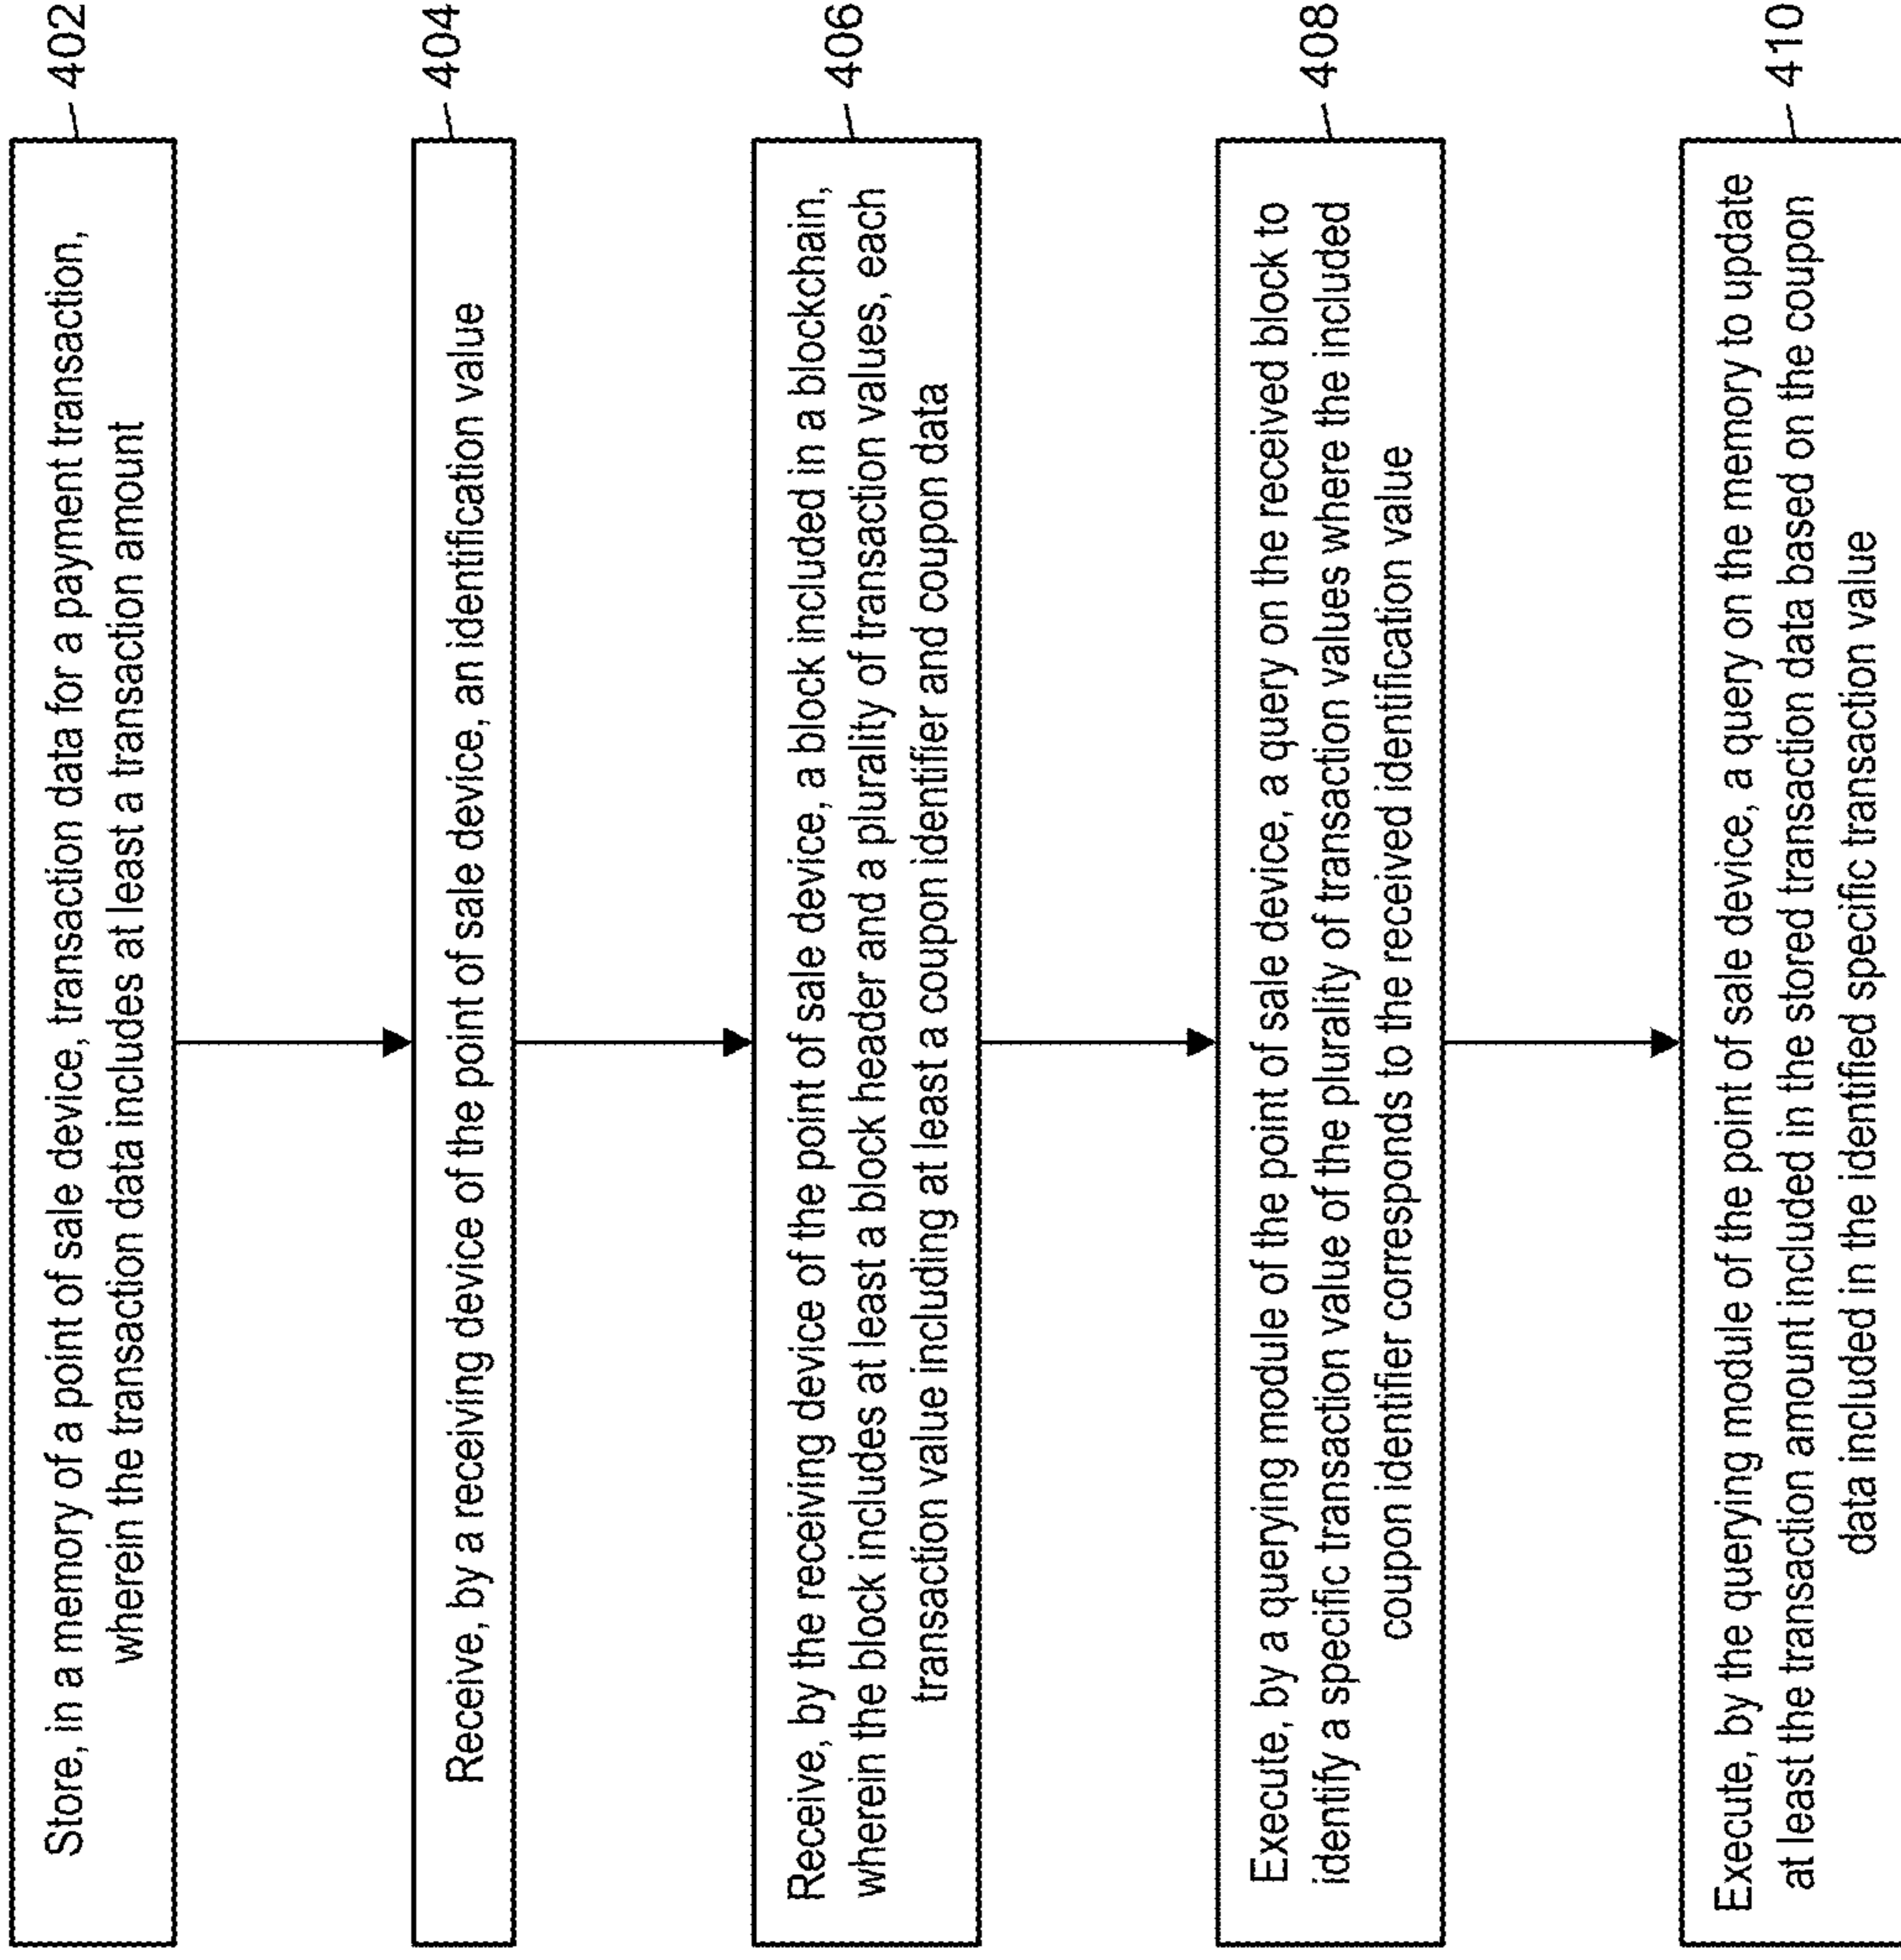 402
Store, in a memory of a point of sale device, transaction data for a payment transaction,
wherein the transaction data includes at least a transaction amount
404
Receive, by a receiving device of the point of sale device, an identification value
406
Receive, by the receiving device of the point of sale device, a block included in a blockchain,
wherein the block includes at least a block header and a plurality of transaction values, each
transaction value including at least a coupon identifier and coupon data
408
Execute, by a querying module of the point of sale device, a query on the received block to
identify a specific transaction value of the plurality of transaction values where the included
coupon identifier corresponds to the received identification value
410
Execute, by the querying module of the point of sale device, a query on the memory to update
at least the transaction amount included in the stored transaction data based on the coupon
data included in the identified specific transaction value